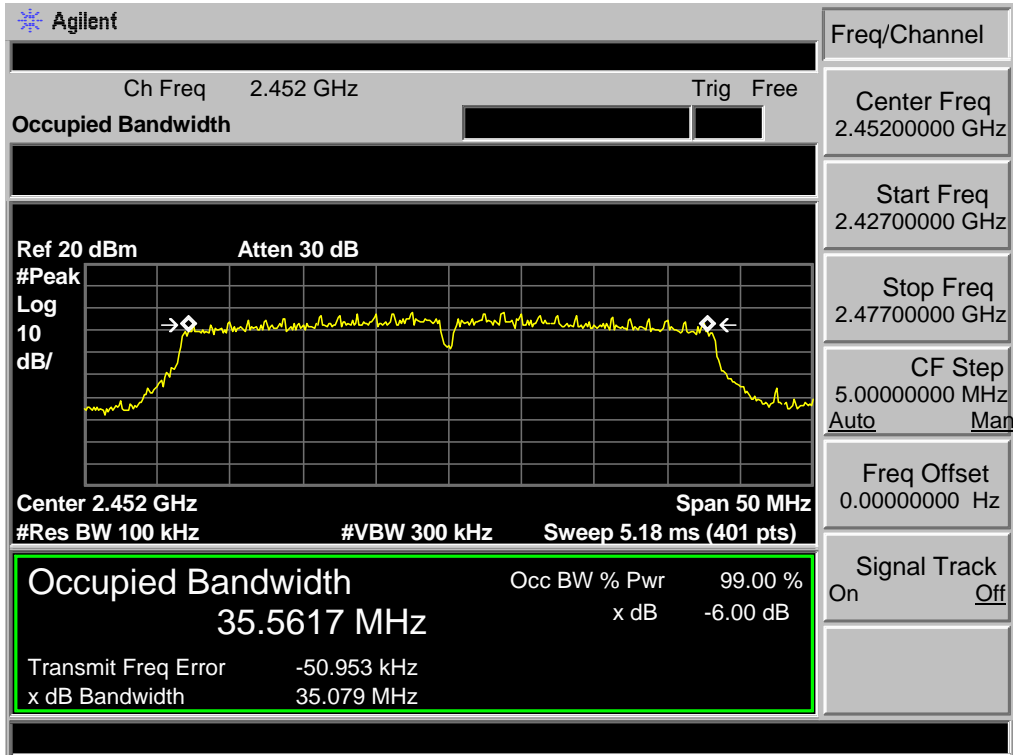 Agilent
Freq/Channel
Ch Freq 2.452 GHz Trig Free
Occupied Bandwidth
Center Freq
2.45200000 GHz
Start Freq
2.42700000 GHz
Stop Freq
2.47700000 GHz
CF Step
5.00000000 MHz
Auto Man
Freq Offset
0.00000000 Hz
Signal Track
On Off
Ref 20 dBm Atten 30 dB
#Peak
Log
10
dB/
Center 2.452 GHz Span 50 MHz
#Res BW 100 kHz #VBW 300 kHz Sweep 5.18 ms (401 pts)
Occupied Bandwidth Occ BW % Pwr 99.00 %
35.5617 MHz x dB -6.00 dB
Transmit Freq Error -50.953 kHz
x dB Bandwidth 35.079 MHz